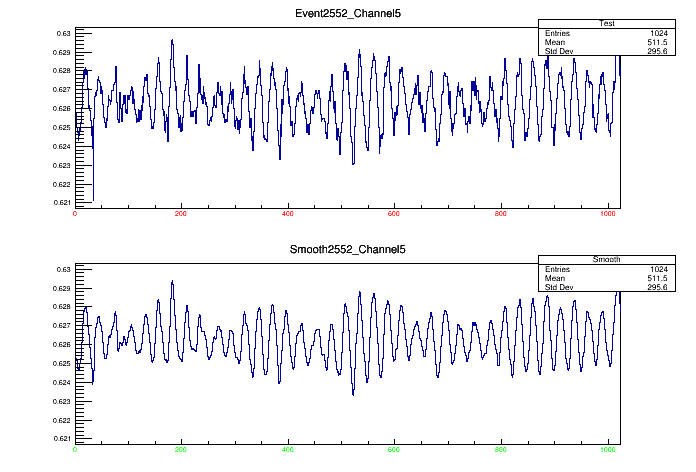 Event2552_Channel5
Test
Entries 1024
Mean 511.5
Std Dev 295.6
0.63
0.629
0.628
0.627
0.626
0.625
0.624
0.623
0.622
0.621
0 200 400 600 800 1000
Smooth2552_Channel5
Smooth
Entries 1024
Mean 511.5
Std Dev 295.6
0.63
0.629
0.628
0.627
0.626
0.625
0.624
0.623
0.622
0.621
0 200 400 600 800 1000